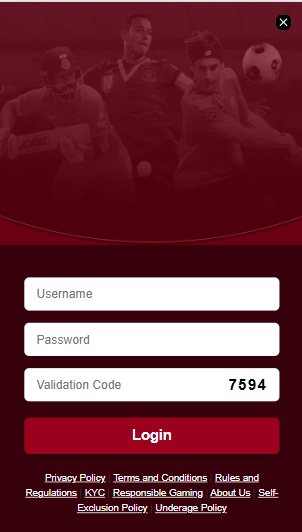 Username
Password
Validation Code 7594
Login
Privacy Policy | Terms and Conditions | Rules and
Regulations | KYC | Responsible Gaming | About Us | Self-
Exclusion Policy | Underage Policy